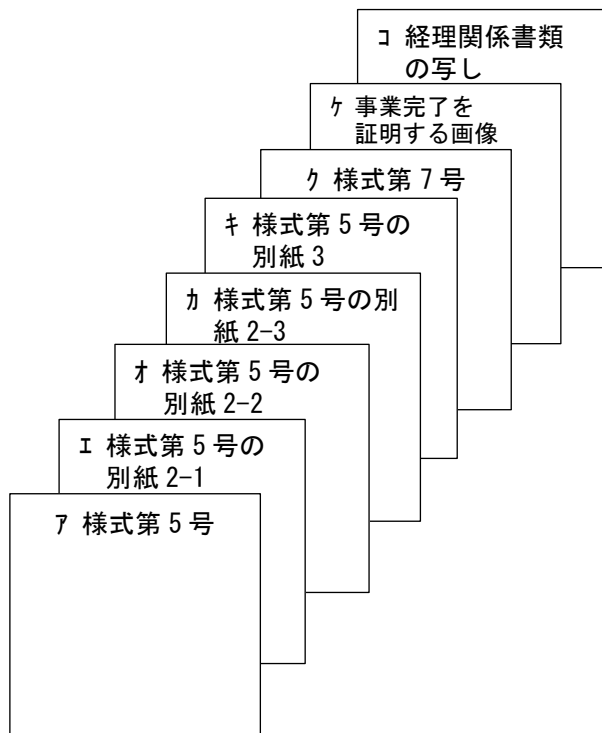 ｺ 経理関係書類
の写し
ｹ 事業完了を
証明する画像
ｸ 様式第７号
ｷ 様式第５号の
別紙３
ｶ 様式第５号の別
紙２−３
ｵ 様式第５号の
別紙２−２
ｴ 様式第５号の
別紙２−１
ｱ 様式第５号